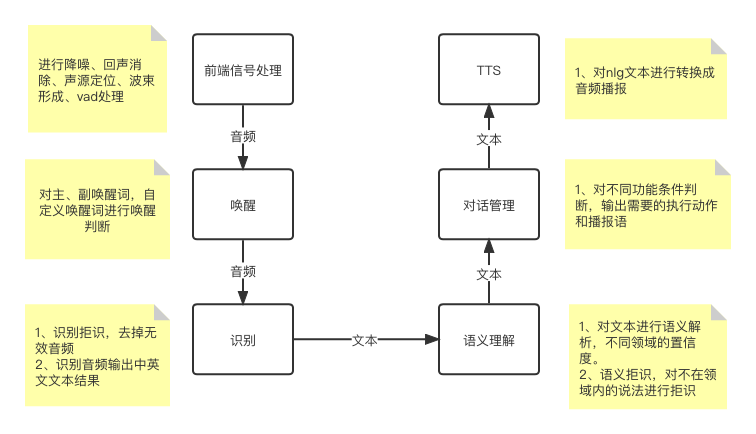 进行降噪、回声消
除、声源定位、波束
形成、vad处理
前端信号处理
TTS
1、对nlg文本进行转换成
音频播报
音频
文本
对主、副唤醒词，自
定义唤醒词进行唤醒
判断
唤醒
对话管理
1、对不同功能条件判
断，输出需要的执行动作
和播报语
音频
文本
1、识别拒识，去掉无
效音频
2、识别音频输出中英
文文本结果
识别
文本
语义理解
1、对文本进行语义解
析，不同领域的置信
度。
2、语义拒识，对不在领
域内的说法进行拒识